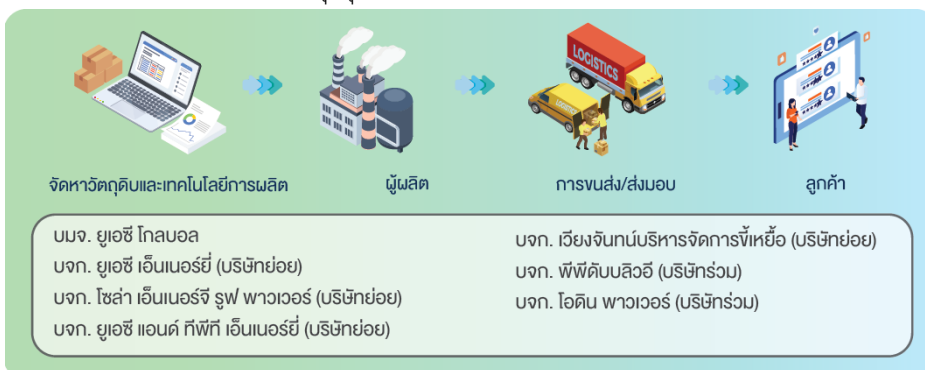 LOGISTICS
จัดหาวัตถุดิบและเทคโนโลยีการผลิต
ผู้ผลิต
การขนส่ง/ส่งมอบ
ลูกค้า
บมจ. ยูเอซี โกลบอล
บจก. ยูเอซี เอ็นเนอร์ยี่ (บริษัทย่อย)
บจก. โซล่า เอ็นเนอร์จี รูฟ พาวเวอร์ (บริษัทย่อย)
บจก. ยูเอซี แอนด์ ทีพีที เอ็นเนอร์ยี่ (บริษัทย่อย)
บจก. เวียงจันทน์บริหารจัดการขี้เหยื้อ (บริษัทย่อย)
บจก. พีพีดับบลิวอี (บริษัทร่วม)
บจก. โอดิน พาวเวอร์ (บริษัทร่วม)